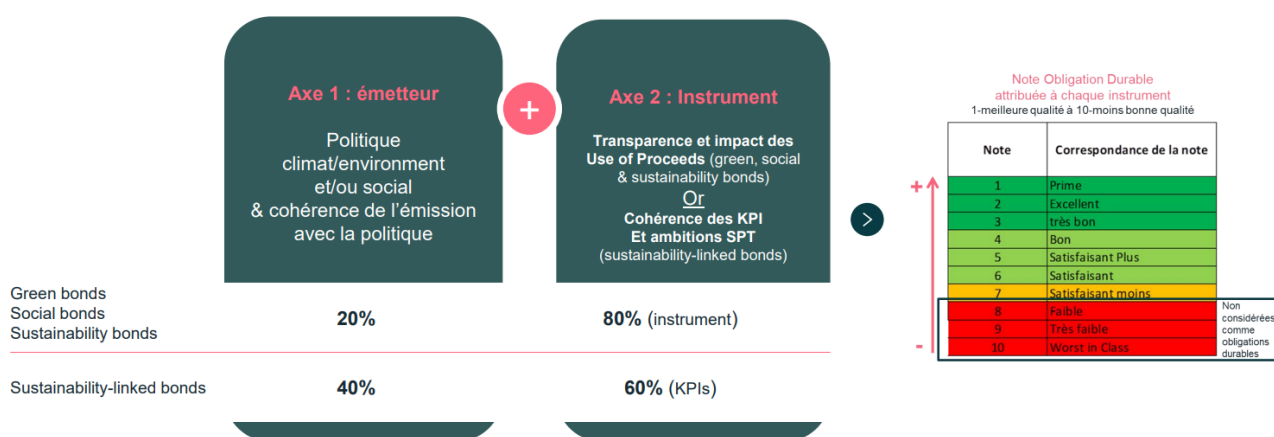 Axe 1 : émetteur
Politique
climat/environment
et/ou social
& cohérence de l'émission
avec la politique
+
Axe 2 : Instrument
Transparence et impact des
Use of Proceeds (green, social
& sustainability bonds)
Or
Cohérence des KPI
Et ambitions SPT
(sustainability-linked bonds)
>
Green bonds
Social bonds
Sustainability bonds
20%
80% (instrument)
Sustainability-linked bonds
40%
60% (KPIs)
Note Obligation Durable
attribuée à chaque instrument
1-meilleure qualité à 10-moins bonne qualité
Note Correspondance de la note
+
1 Prime
2 Excellent
3 très bon
4 Bon
5 Satisfaisant Plus
6 Satisfaisant
7 Satisfaisant moins
8 Faible
9 Très faible
10 Worst in Class
-
Non
considérées
comme
obligations
durables